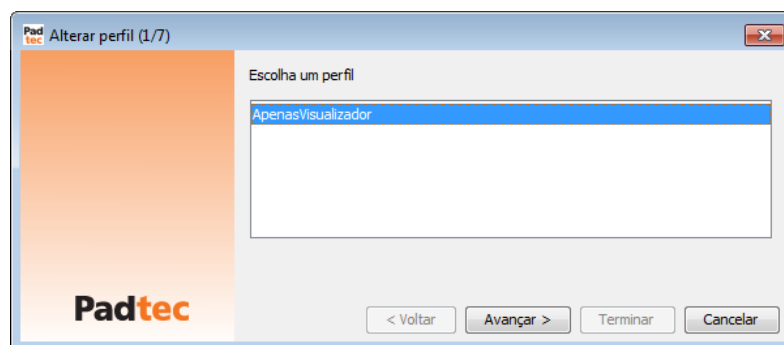 Pad
tec
Alterar perfil (1/7)
Escolha um perfil
ApenasVisualizador
Padtec
< Voltar
Avançar >
Terminar
Cancelar